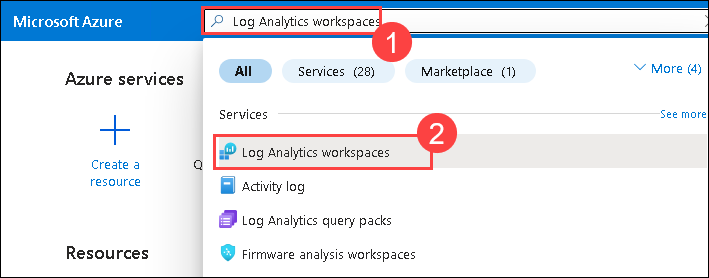 Microsoft Azure
Log Analytics workspaces
1
All
Services (28)
Marketplace (1)
More (4)
Azure services
Services
See more
2
Create a
resource
Q
Log Analytics workspaces
Activity log
Log Analytics query packs
Resources
Firmware analysis workspaces